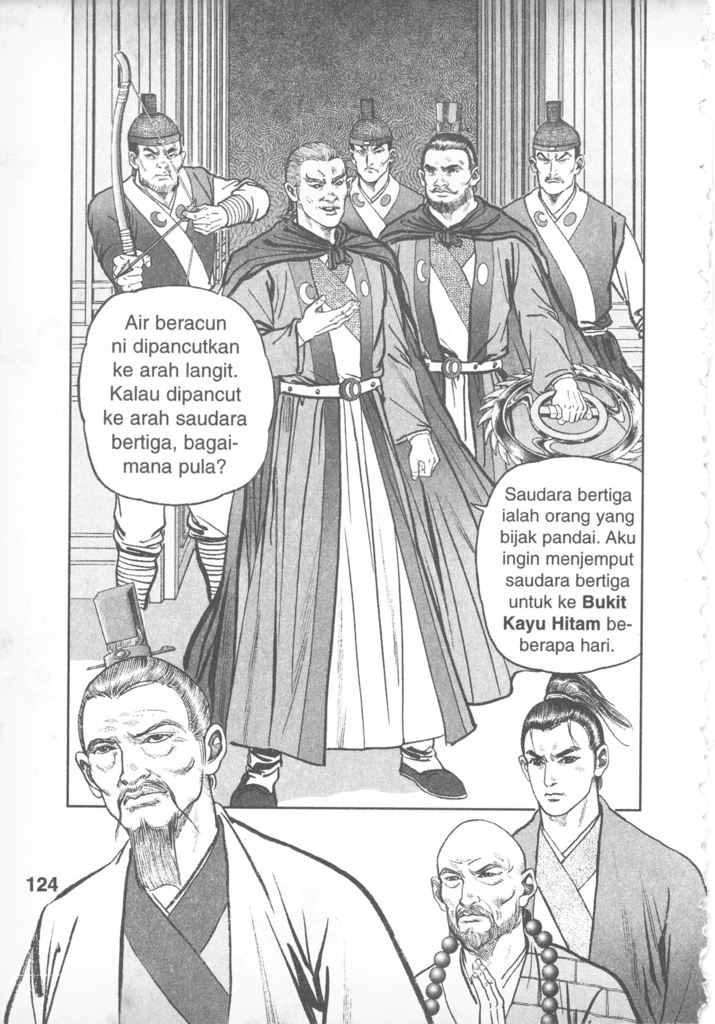 Air beracun
ni dipancutkan
ke arah langit.
Kalau dipancut
ke arah saudara
bertiga, bagai-
mana pula?
Saudara bertiga
ialah orang yang
bijak pandai. Aku
ingin menjemput
saudara bertiga
untuk ke Bukit
Kayu Hitam be-
berapa hari.
124